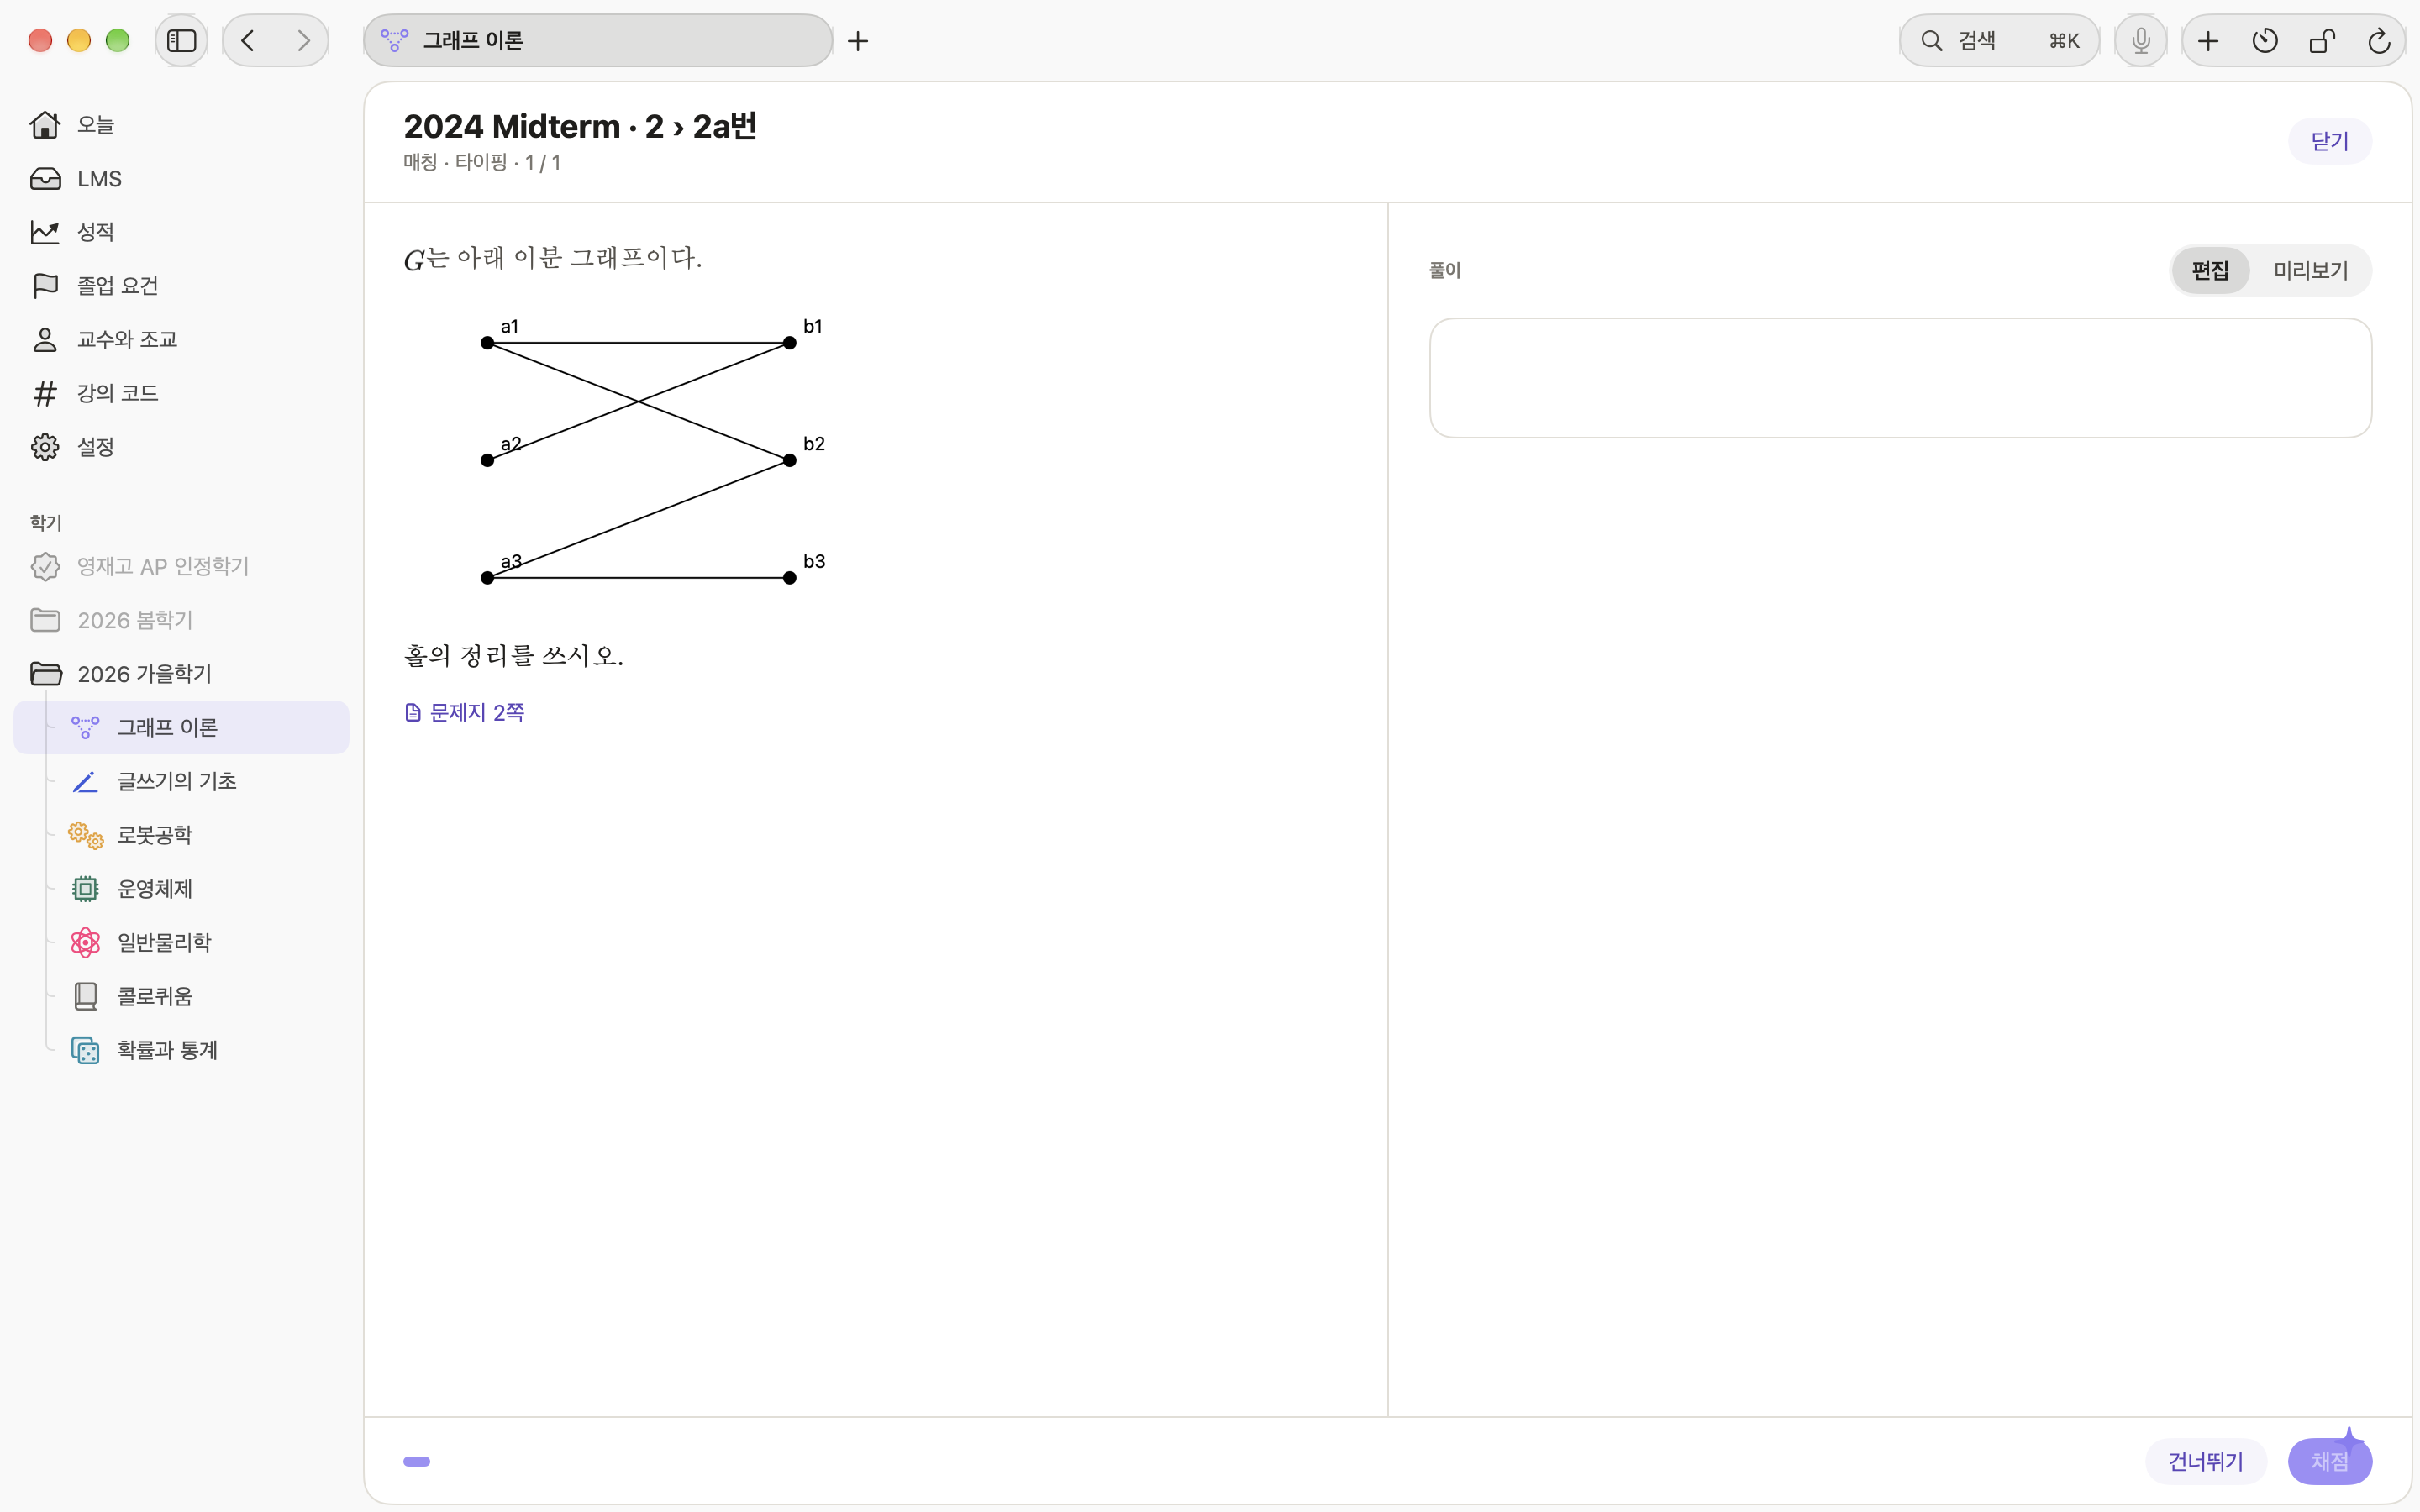 그래프 이론
검색 ⌘K
오늘
LMS
성적
졸업 요건
교수와 조교
강의 코드
설정
학기
영재고 AP 인정학기
2026 봄학기
2026 가을학기
그래프 이론
글쓰기의 기초
로봇공학
운영체제
일반물리학
콜로퀴움
확률과 통계
2024 Midterm · 2 › 2a번
매칭 · 타이핑 · 1 / 1
닫기
G는 아래 이분 그래프이다.
a1 b1
a2 b2
a3 b3
홀의 정리를 쓰시오.
문제지 2쪽
풀이
편집 미리보기
건너뛰기 채점